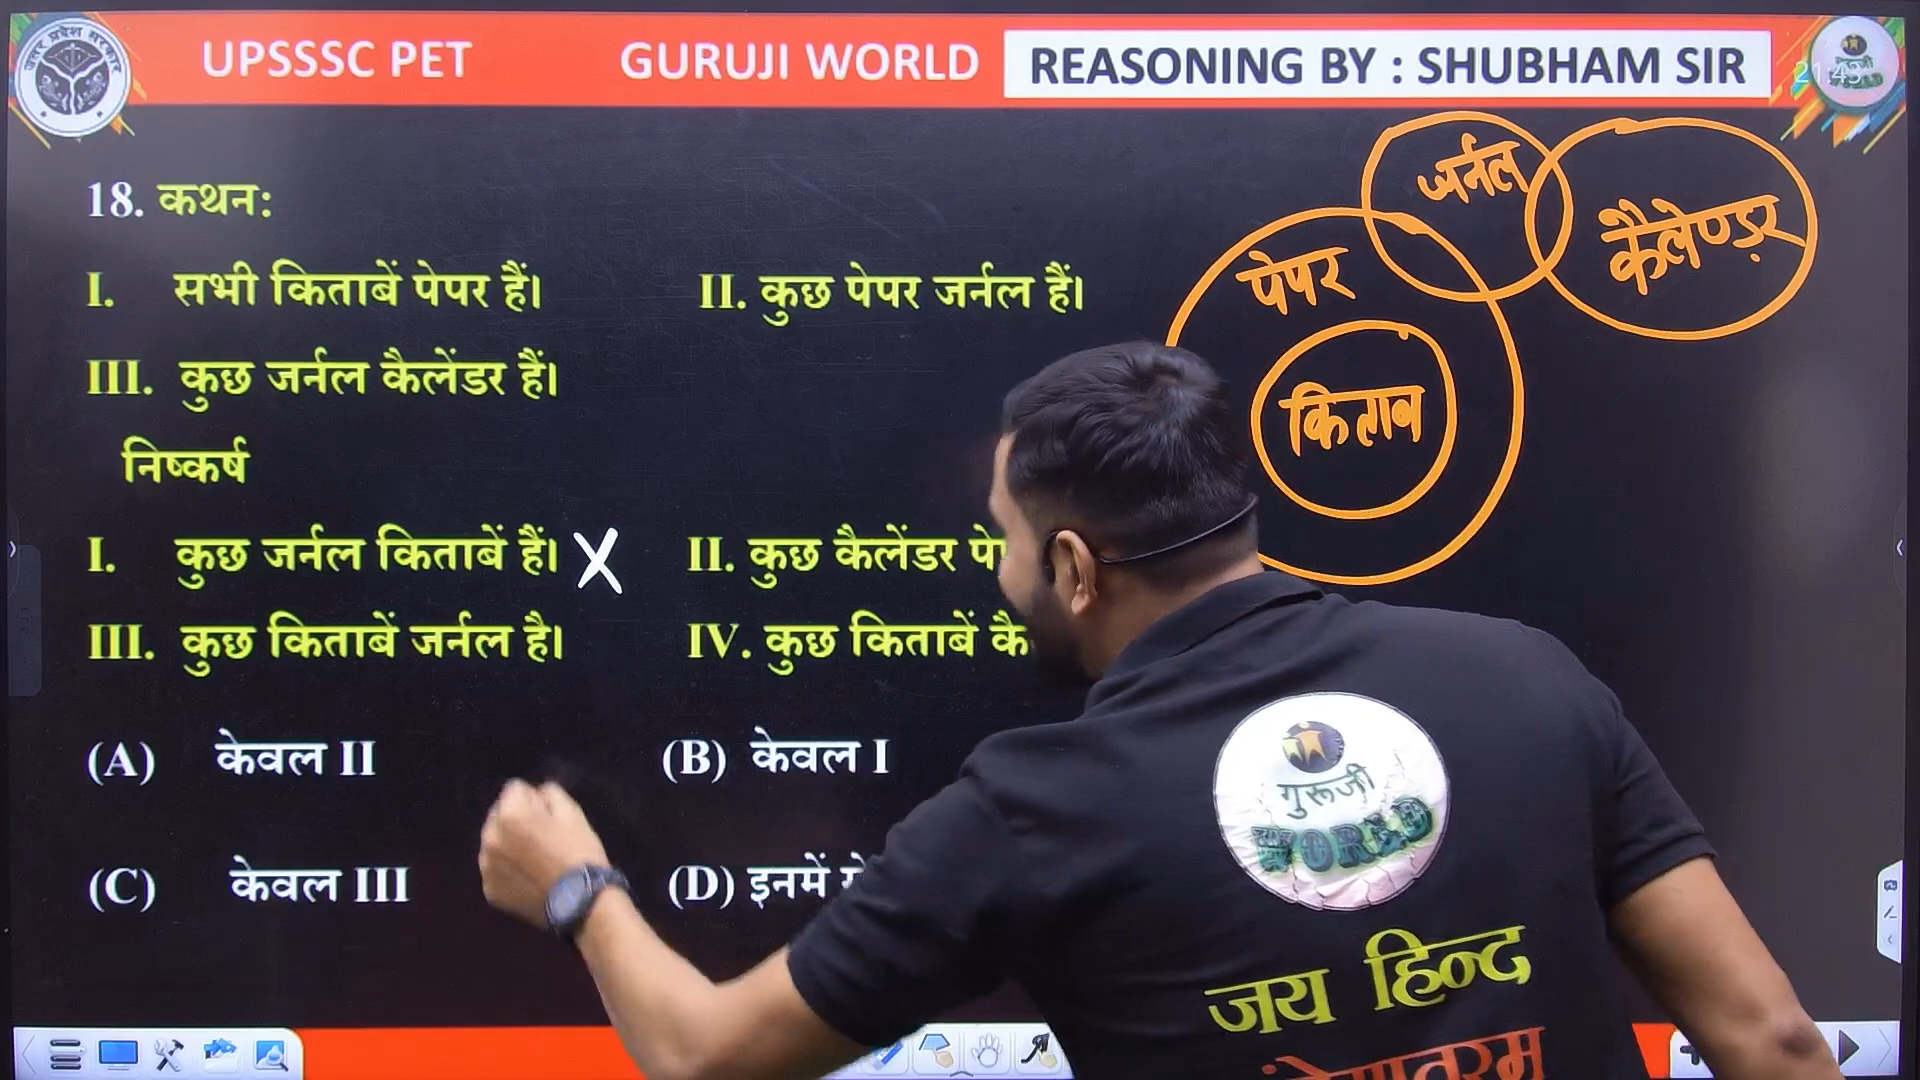 UPSSSC PET GURUJI WORLD REASONING BY : SHUBHAM SIR
21:43
18. कथन:
I. सभी किताबें पेपर हैं। II. कुछ पेपर जर्नल हैं।
III. कुछ जर्नल कैलेंडर हैं।
निष्कर्ष
I. कुछ जर्नल किताबें हैं। X II. कुछ कैलेंडर
III. कुछ किताबें जर्नल है। IV. कुछ किताबें
(A) केवल II (B) केवल I
(C) केवल III (D) इनमें
जर्नल
कैलेण्डर
पेपर
किताब
गुरूजी
WORLD
जय हिन्द